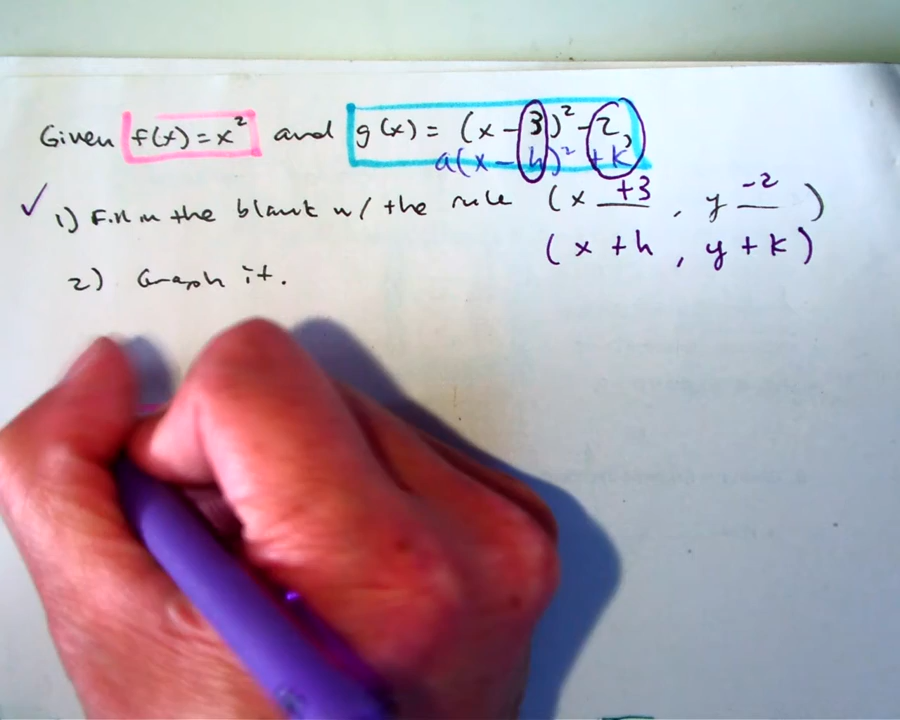 Given f(x) = x² and g(x) = (x - 3)² - 2,
a(x - h)² + k
✓ 1) Fill in the blank w/ the rule (x +3 , y -2 )
(x + h , y + k)
2) Graph it.